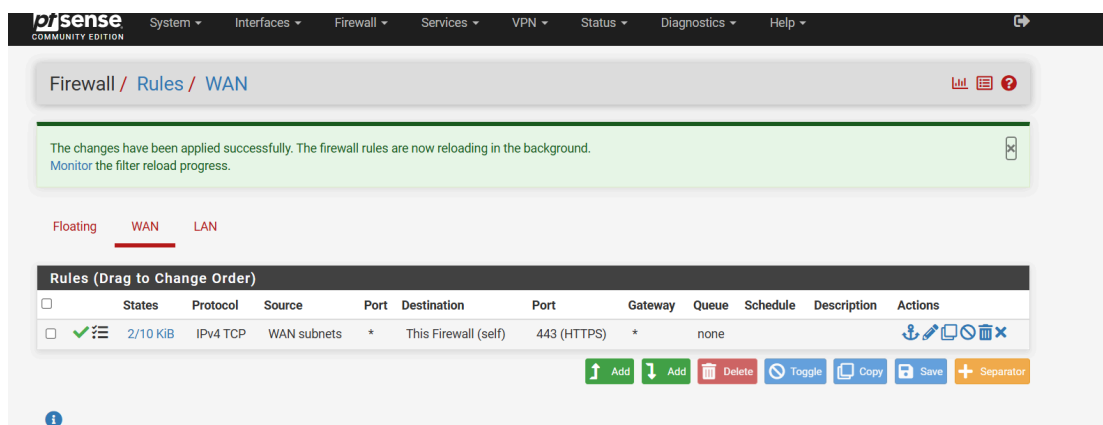 pfsense System Interfaces Firewall Services VPN Status Diagnostics Help
COMMUNITY EDITION
Firewall / Rules / WAN
The changes have been applied successfully. The firewall rules are now reloading in the background.
Monitor the filter reload progress.
Floating WAN LAN
Rules (Drag to Change Order)
States Protocol Source Port Destination Port Gateway Queue Schedule Description Actions
2/10 KiB IPv4 TCP WAN subnets * This Firewall (self) 443 (HTTPS) * none
Add Add Delete Toggle Copy Save Separator